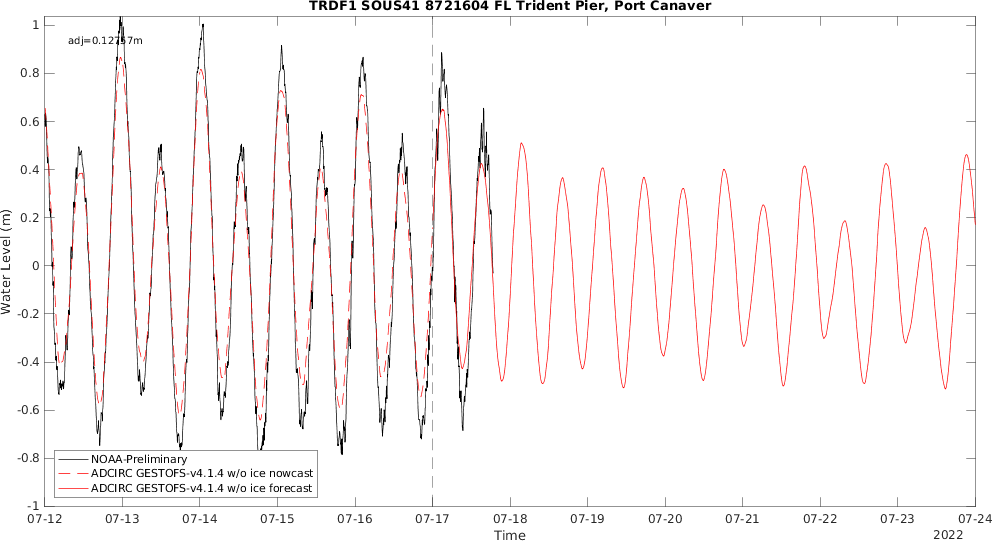 TRDF1 SOUS41 8721604 FL Trident Pier, Port Canaver
adj=0.12757m
1
0.8
0.6
0.4
0.2
0
-0.2
-0.4
-0.6
-0.8
-1
Water Level (m)
NOAA-Preliminary
ADCIRC GESTOFS-v4.1.4 w/o ice nowcast
ADCIRC GESTOFS-v4.1.4 w/o ice forecast
07-12 07-13 07-14 07-15 07-16 07-17 07-18 07-19 07-20 07-21 07-22 07-23 07-24
Time
2022